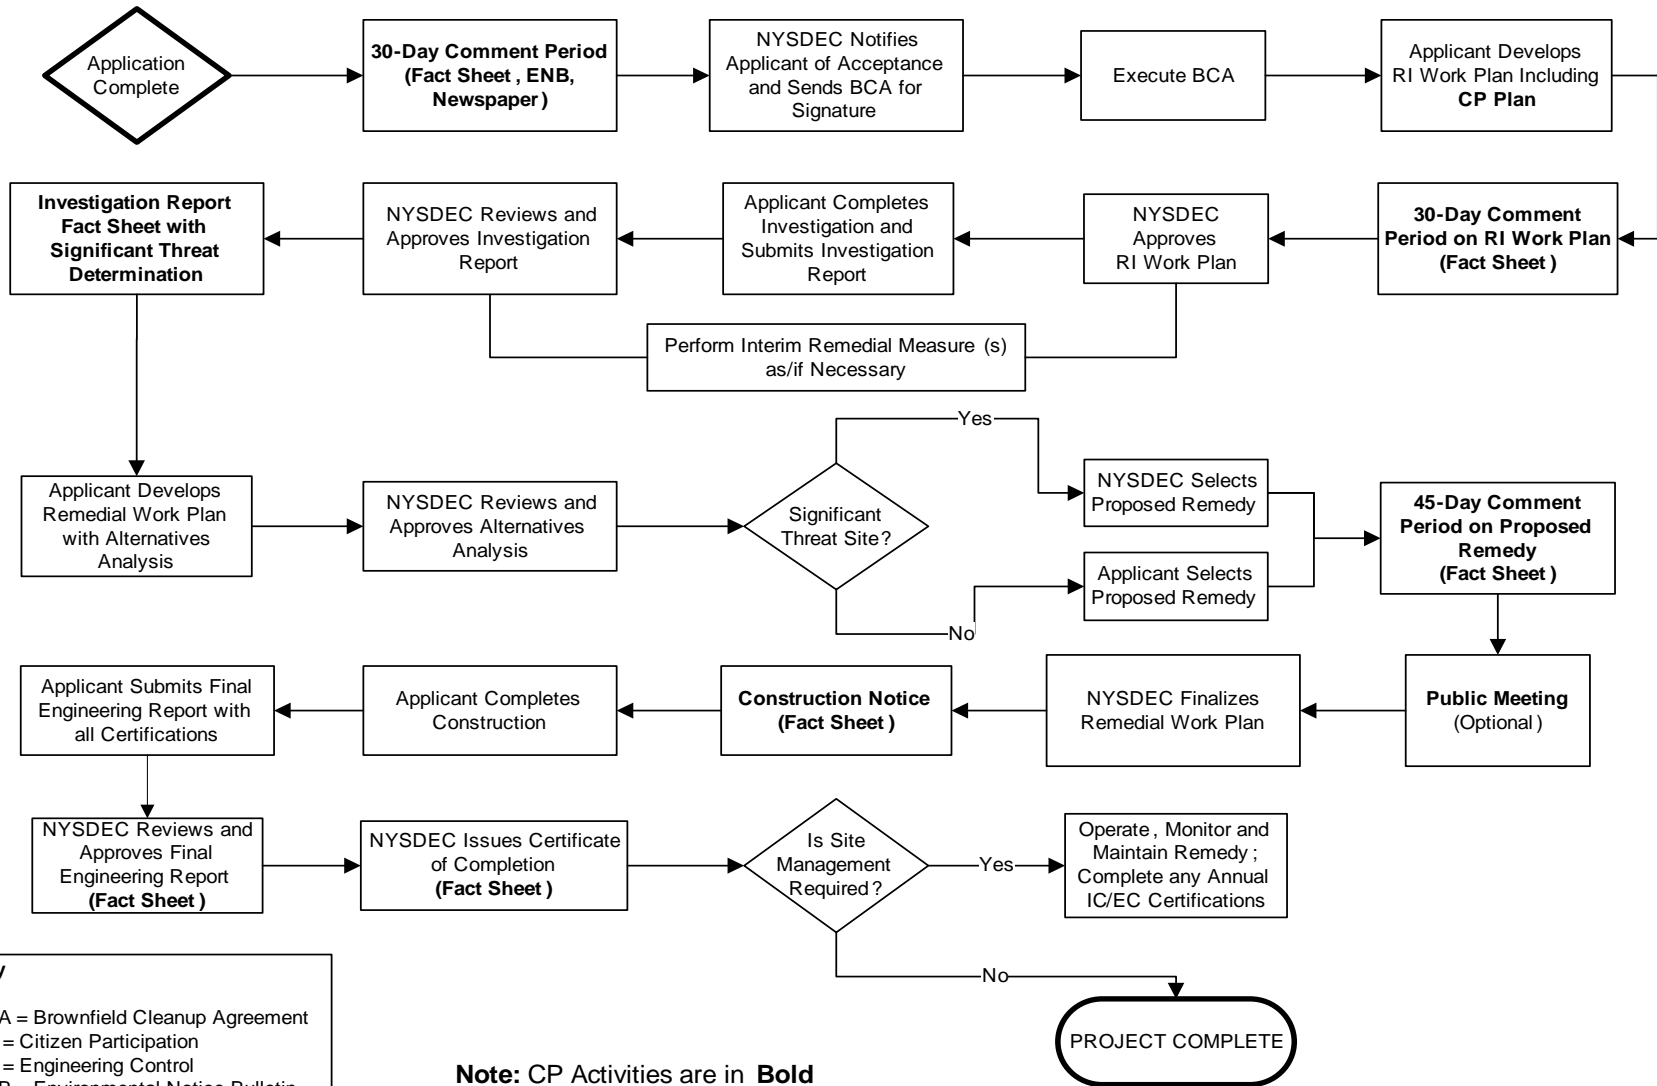 Application
Complete
30-Day Comment Period
(Fact Sheet, ENB,
Newspaper)
NYSDEC Notifies
Applicant of Acceptance
and Sends BCA for
Signature
Execute BCA
Applicant Develops
RI Work Plan Including
CP Plan
Investigation Report
Fact Sheet with
Significant Threat
Determination
NYSDEC Reviews and
Approves Investigation
Report
Applicant Completes
Investigation and
Submits Investigation
Report
NYSDEC
Approves
RI Work Plan
30-Day Comment
Period on RI Work Plan
(Fact Sheet)
Perform Interim Remedial Measure (s)
as/if Necessary
Applicant Develops
Remedial Work Plan
with Alternatives
Analysis
NYSDEC Reviews and
Approves Alternatives
Analysis
Significant
Threat Site?
Yes
No
NYSDEC Selects
Proposed Remedy
Applicant Selects
Proposed Remedy
45-Day Comment
Period on Proposed
Remedy
(Fact Sheet)
Applicant Submits Final
Engineering Report with
all Certifications
Applicant Completes
Construction
Construction Notice
(Fact Sheet)
NYSDEC Finalizes
Remedial Work Plan
Public Meeting
(Optional)
NYSDEC Reviews and
Approves Final
Engineering Report
(Fact Sheet)
NYSDEC Issues Certificate
of Completion
(Fact Sheet)
Is Site
Management
Required?
Yes
Operate, Monitor and
Maintain Remedy;
Complete any Annual
IC/EC Certifications
No
PROJECT COMPLETE
y
A = Brownfield Cleanup Agreement
= Citizen Participation
= Engineering Control
= Environmental Notice Bulletin
Note: CP Activities are in Bold